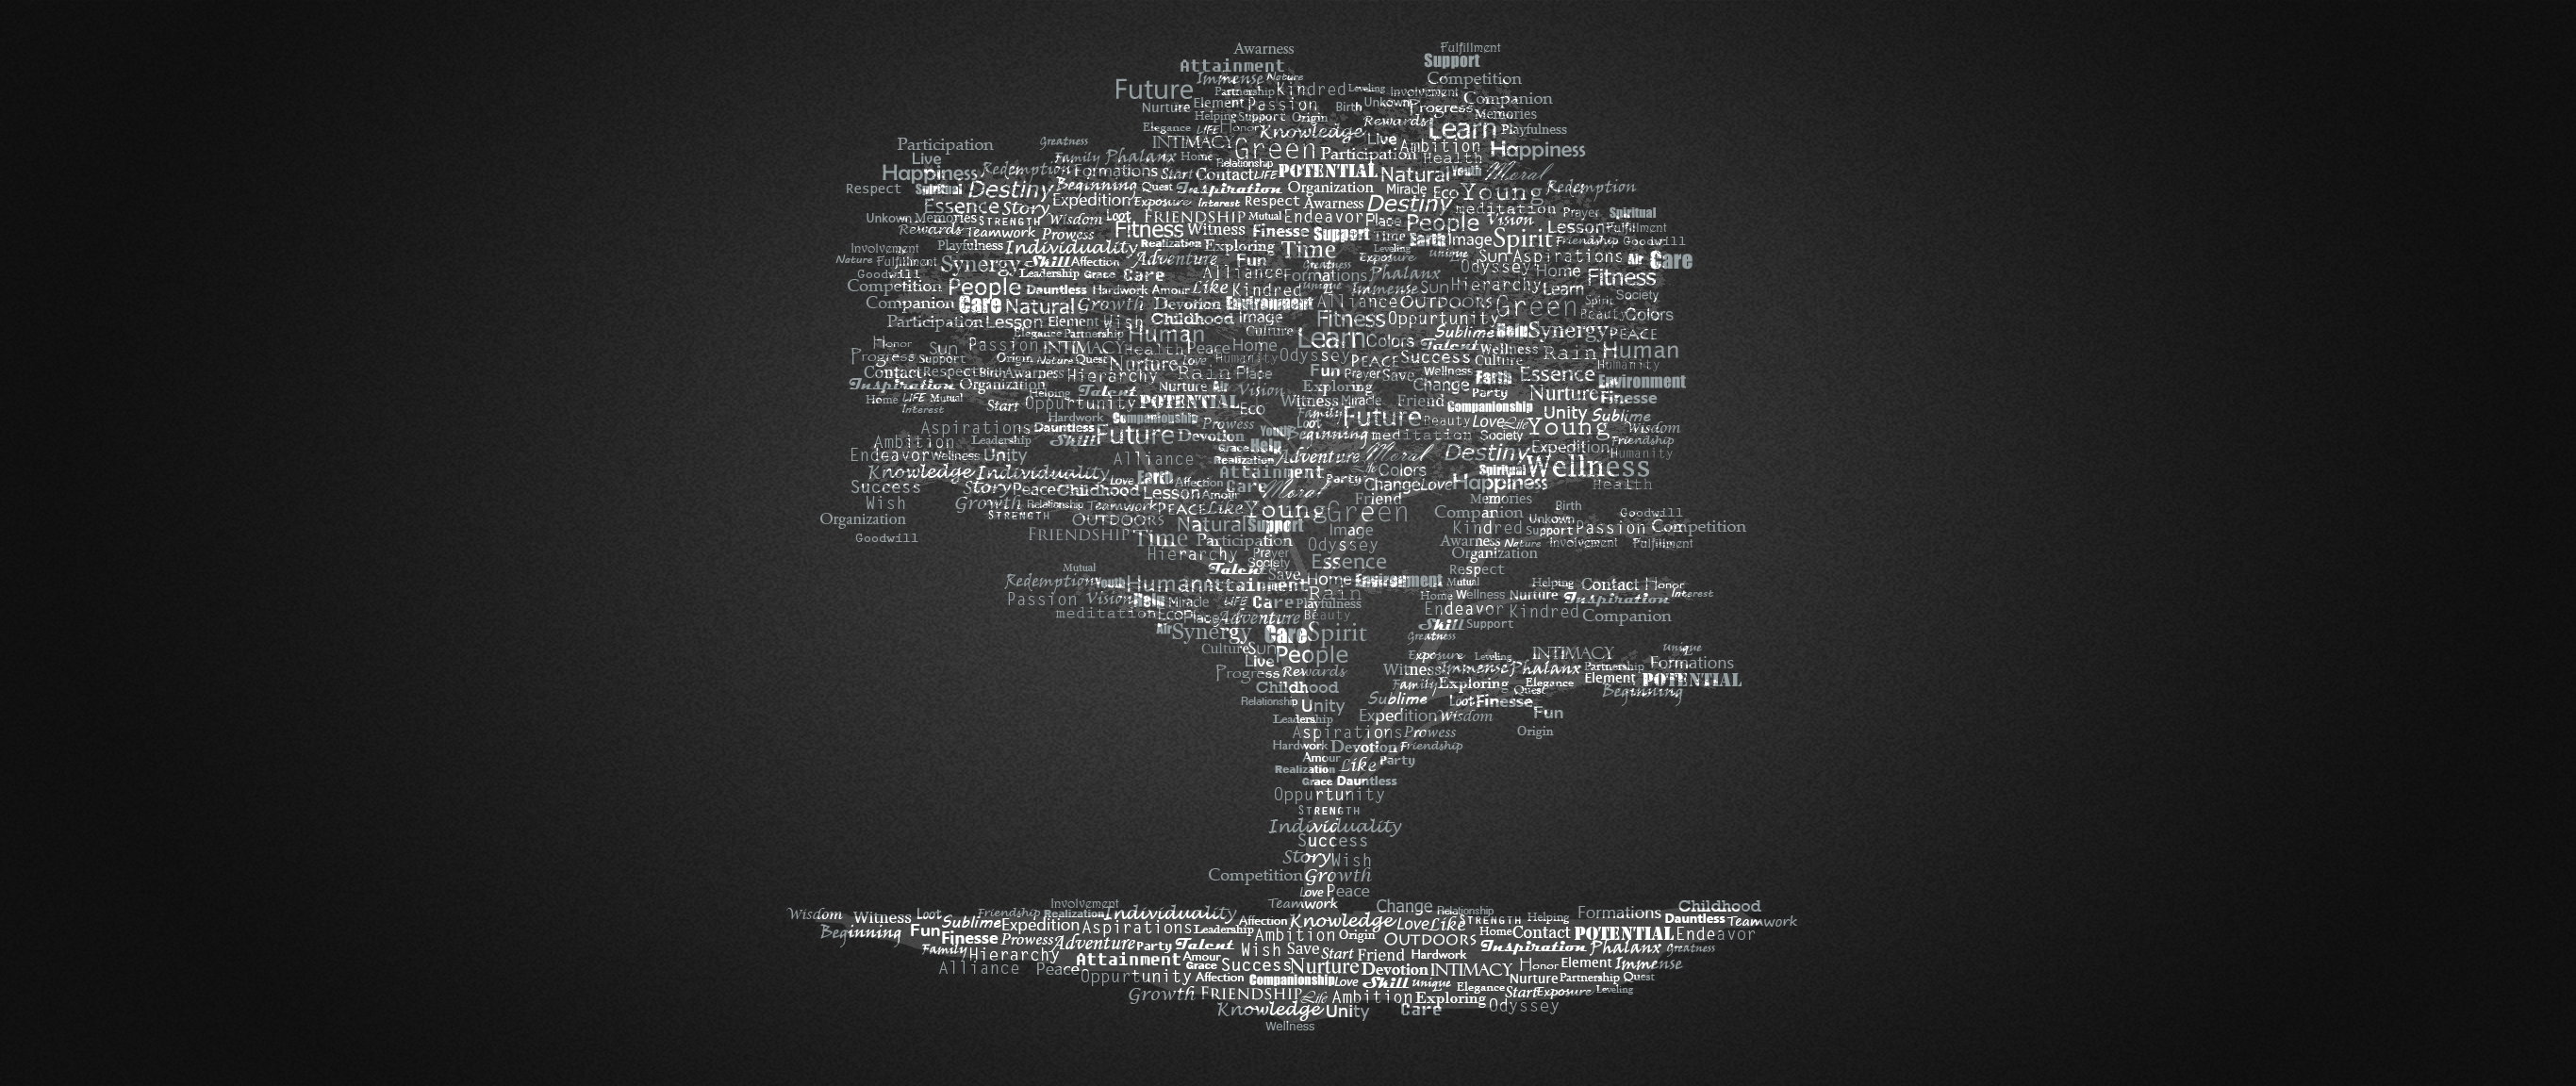 Awarness Fulfillment
Attainment Support
Immense Nature Competition
Future Partnership Kindred Leveling Involvement Companion
Nurture Element Passion Birth Unkown Progress Memories
Helping Support Origin Rewards
Elegance LIFE Honor Knowledge Live Learn Playfulness
Participation Greatness INTIMACY Green Participation Ambition Happiness
Live Family Phalanx Home Relationship Health
Happiness Redemption Formations Start Contact LIFE POTENTIAL Natural Youth Moral
Respect Spiritual Destiny Beginning Quest Inspiration Organization Miracle Eco Young Redemption
Essence Story Expedition Exposure Interest Respect Awarness Destiny meditation Prayer Spiritual
Unkown Memories STRENGTH Wisdom Loot FRIENDSHIP Mutual Endeavor Place People Vision
Rewards Teamwork Prowess Fitness Witness Finesse Support Time Earth Image Spirit Lesson Fulfillment
Involvement Playfulness Individuality Realization Exploring Time Leveling unique Friendship Goodwill
Nature Fulfillment Synergy Skill Affection Adventure Fun Greatness Exposure Sun Aspirations Air Care
Goodwill Leadership Grace Care Alliance Formations Phalanx Odyssey Home Fitness
Competition People Dauntless Hardwork Amour Like Kindred unique Immense Sun Hierarchy Learn Society
Companion Care Natural Growth Devotion Environment Alliance OUTDOORS Green Spirit Beauty Colors
Participation Lesson Element Wish Childhood Image Fitness Opportunity
Elegance Partnership Human Culture Learn Sublime Help Synergy PEACE
Honor Sun Passion INTIMACY Health Peace Home Colors Talent Wellness Rain Human
Progress Support Origin Nature Quest Nurture Love Humanity Odyssey PEACE Success Culture Humanity
Contact Respect Birth Awarness Hierarchy Rain Place Fun Prayer Save Wellness Earth Essence Environment
Inspiration Organization Helping Talent Nurture Air Vision Exploring Change Party Nurture Finesse
Home LIFE Mutual Start Oppurtunity POTENTIAL Eco Witness Miracle Friend Companionship
Interest Hardwork Companionship Prowess Family Future Beauty Love Life Unity Sublime
Aspirations Dauntless Skill Future Devotion Youth Loot Beginning meditation Society Young Wisdom
Ambition Leadership Grace Help Friendship
Endeavor Wellness Unity Alliance Realization Adventure Moral Destiny Expedition Humanity
Knowledge Individuality Love Earth Affection Attainment Party Life Colors Spiritual Wellness
Success Story Peace Childhood Lesson Amour Care Moral Change Love Happiness Health
Wish Growth Relationship Teamwork PEACE Like Young Green Friend Memories Birth
Organization STRENGTH OUTDOORS Natural Support Image Companion Unkown Goodwill
Goodwill FRIENDSHIP Time Participation Odyssey Kindred Support Passion Competition
Hierarchy Prayer Essence Awarness Nature Involvement Fulfillment
Mutual Talent Society Organization
Redemption Youth Human Attainment Save Home Environment Respect
Passion Vision Help Miracle LIFE Care Rain Playfulness Mutual Helping Contact Honor
meditation Eco Place Adventure Beauty Home Wellness Nurture Inspiration Interest
Air Synergy Care Spirit Endeavor Kindred Companion
Culture Sun People Skill Support
Live Greatness
Progress Rewards Exposure Leveling INTIMACY Unique
Childhood Witness Immense Phalanx Partnership Formations
Relationship Unity Family Exploring Elegance Element POTENTIAL
Leadership Sublime Loot Finesse Quest Beginning
Aspirations Expedition Wisdom Fun
Hardwork Devotion Prowess Friendship Origin
Amour Like Party
Realization
Grace Dauntless
Oppurtunity
STRENGTH
Individuality
Success
Story Wish
Competition Growth
Love Peace
Teamwork
Wisdom Witness Loot Friendship Involvement Realization Individuality Change Relationship Formations Childhood
Beginning Fun Sublime Expedition Aspirations Leadership Affection Knowledge Love Like STRENGTH Helping Dauntless Teamwork
Finesse Prowess Adventure Party Talent Ambition Origin OUTDOORS Home Contact POTENTIAL Endeavor
Family Hierarchy Attainment Amour Wish Save Start Friend Hardwork Inspiration Phalanx Greatness
Alliance Peace Grace Success Nurture Devotion INTIMACY Honor Element Immense
Oppurtunity Affection Companionship Love Skill unique Nurture Partnership Quest
Growth FRIENDSHIP Life Ambition Exploring Elegance Start Exposure Leveling
Knowledge Unity Care Odyssey
Wellness